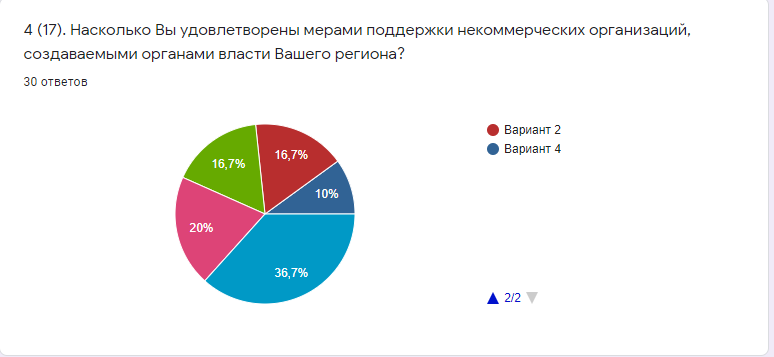 4 (17). Насколько Вы удовлетворены мерами поддержки некоммерческих организаций,
создаваемыми органами власти Вашего региона?
30 ответов
16,7%
16,7%
10%
20%
36,7%
Вариант 2
Вариант 4
2/2